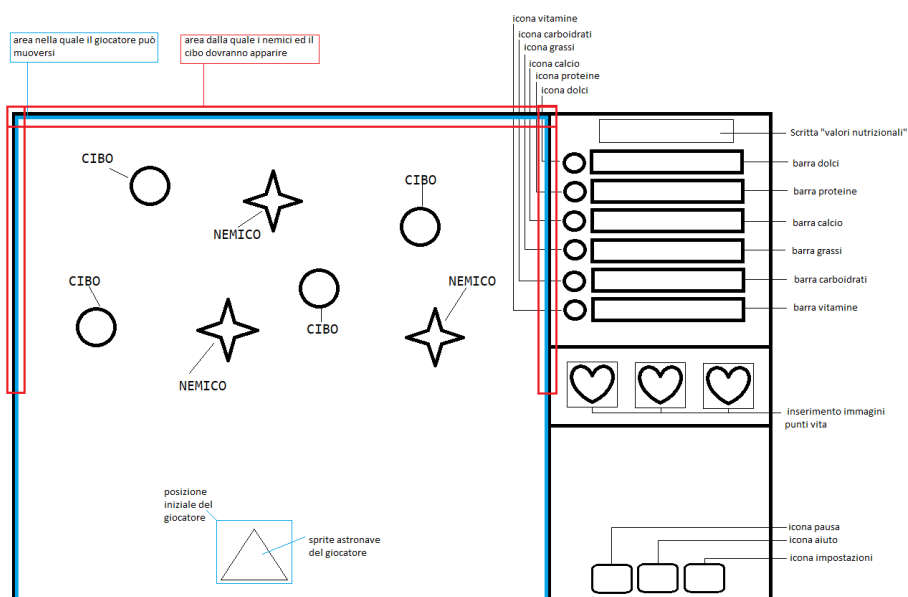 area nella quale il giocatore può
muoversi
area dalla quale i nemici ed il
cibo dovranno apparire
icona vitamine
icona carboidrati
icona grassi
icona calcio
icona proteine
icona dolci
Scritta "valori nutrizionali"
barra dolci
barra proteine
barra calcio
barra grassi
barra carboidrati
barra vitamine
CIBO
CIBO
NEMICO
CIBO
NEMICO
CIBO
NEMICO
inserimento immagini
punti vita
posizione
iniziale del
giocatore
sprite astronave
del giocatore
icona pausa
icona aiuto
icona impostazioni